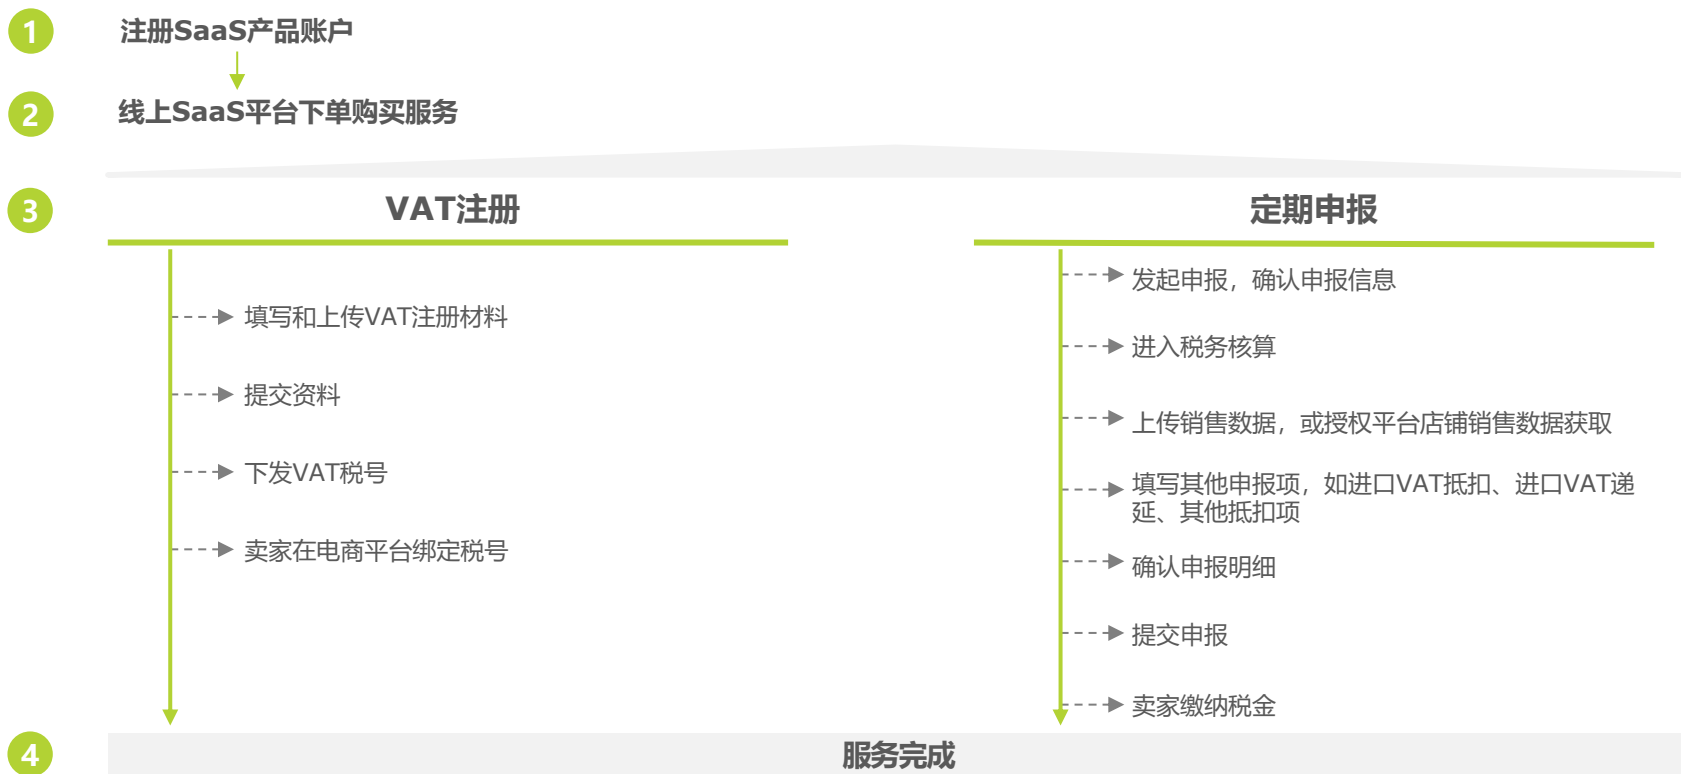 1
注册SaaS产品账户
2
线上SaaS平台下单购买服务
3
VAT注册
填写和上传VAT注册材料
提交资料
下发VAT税号
卖家在电商平台绑定税号
定期申报
发起申报，确认申报信息
进入税务核算
上传销售数据，或授权平台店铺销售数据获取
填写其他申报项，如进口VAT抵扣、进口VAT递
延、其他抵扣项
确认申报明细
提交申报
卖家缴纳税金
4
服务完成